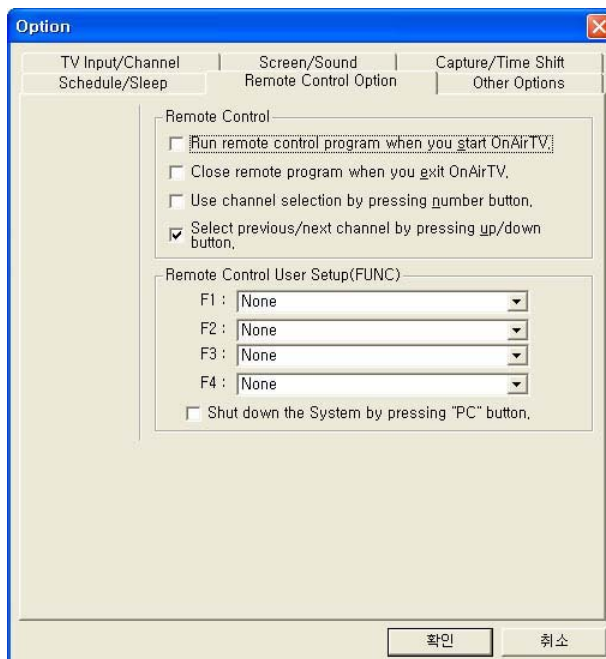 Option
TV Input/Channel
Screen/Sound
Capture/Time Shift
Schedule/Sleep
Remote Control Option
Other Options
Remote Control
Run remote control program when you start OnAirTV.
Close remote program when you exit OnAirTV.
Use channel selection by pressing number button.
Select previous/next channel by pressing up/down
button.
Remote Control User Setup(FUNC)
F1 : None
F2 : None
F3 : None
F4 : None
Shut down the System by pressing "PC" button.
확인
취소